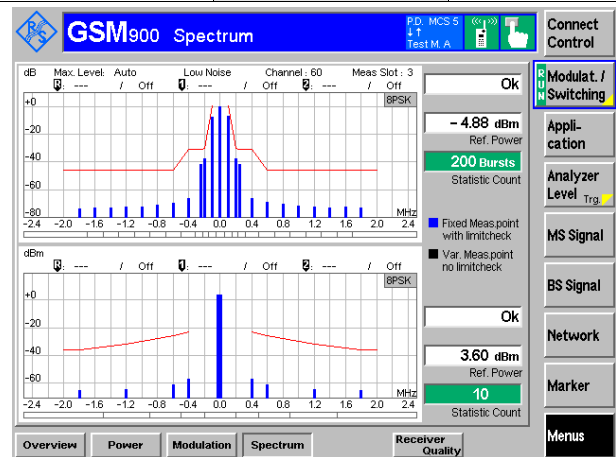 GSM900 Spectrum
P.D. MCS 5
Test M. A
Connect Control
dB Max. Level: Auto Low Noise Channel : 60 Meas Slot : 3
--- / Off --- / Off --- / Off
8PSK
+0
-20
-40
-60
-80
MHz
-2.4 -2.0 -1.6 -1.2 -0.8 -0.4 0.0 0.4 0.8 1.2 1.6 2.0 2.4
Ok
- 4.88 dBm
Ref. Power
200 Bursts
Statistic Count
Fixed Meas.point
with limitcheck
Var. Meas.point
no limitcheck
dBm
--- / Off --- / Off --- / Off
8PSK
+0
-20
-40
-60
MHz
-2.4 -2.0 -1.6 -1.2 -0.8 -0.4 0.0 0.4 0.8 1.2 1.6 2.0 2.4
Ok
3.60 dBm
Ref. Power
10
Statistic Count
RUN
Modulat. /
Switching
Appli-
cation
Analyzer
Level Trg.
MS Signal
BS Signal
Network
Marker
Menus
Overview Power Modulation Spectrum Receiver
Quality